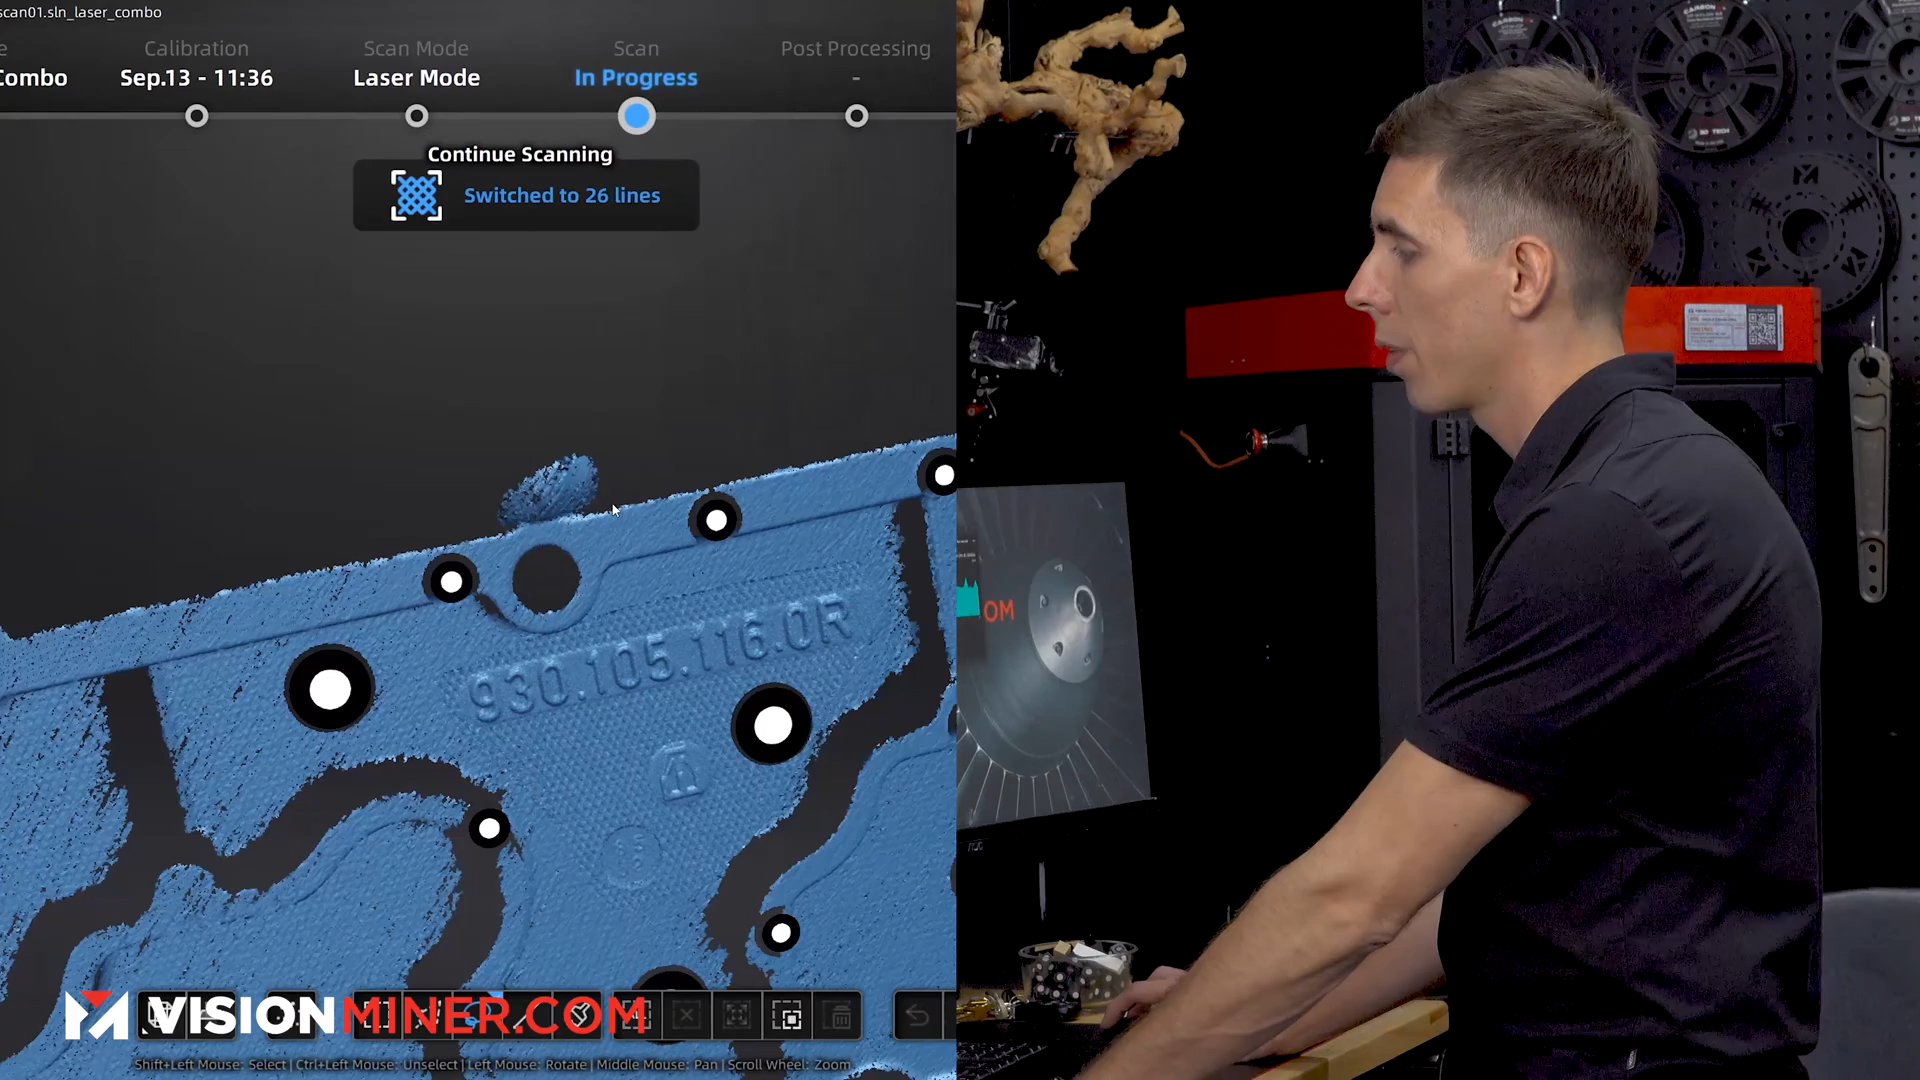 scan01.sln_laser_combo
Calibration
Scan Mode
Scan
Post Processing
Combo
Sep.13 - 11:36
Laser Mode
In Progress
-
Continue Scanning
Switched to 26 lines
930.105.116.0R
OM
VISIONMINER.COM
Shift+Left Mouse: Select | Ctrl+Left Mouse: Unselect | Left Mouse: Rotate | Middle Mouse: Pan | Scroll Wheel: Zoom